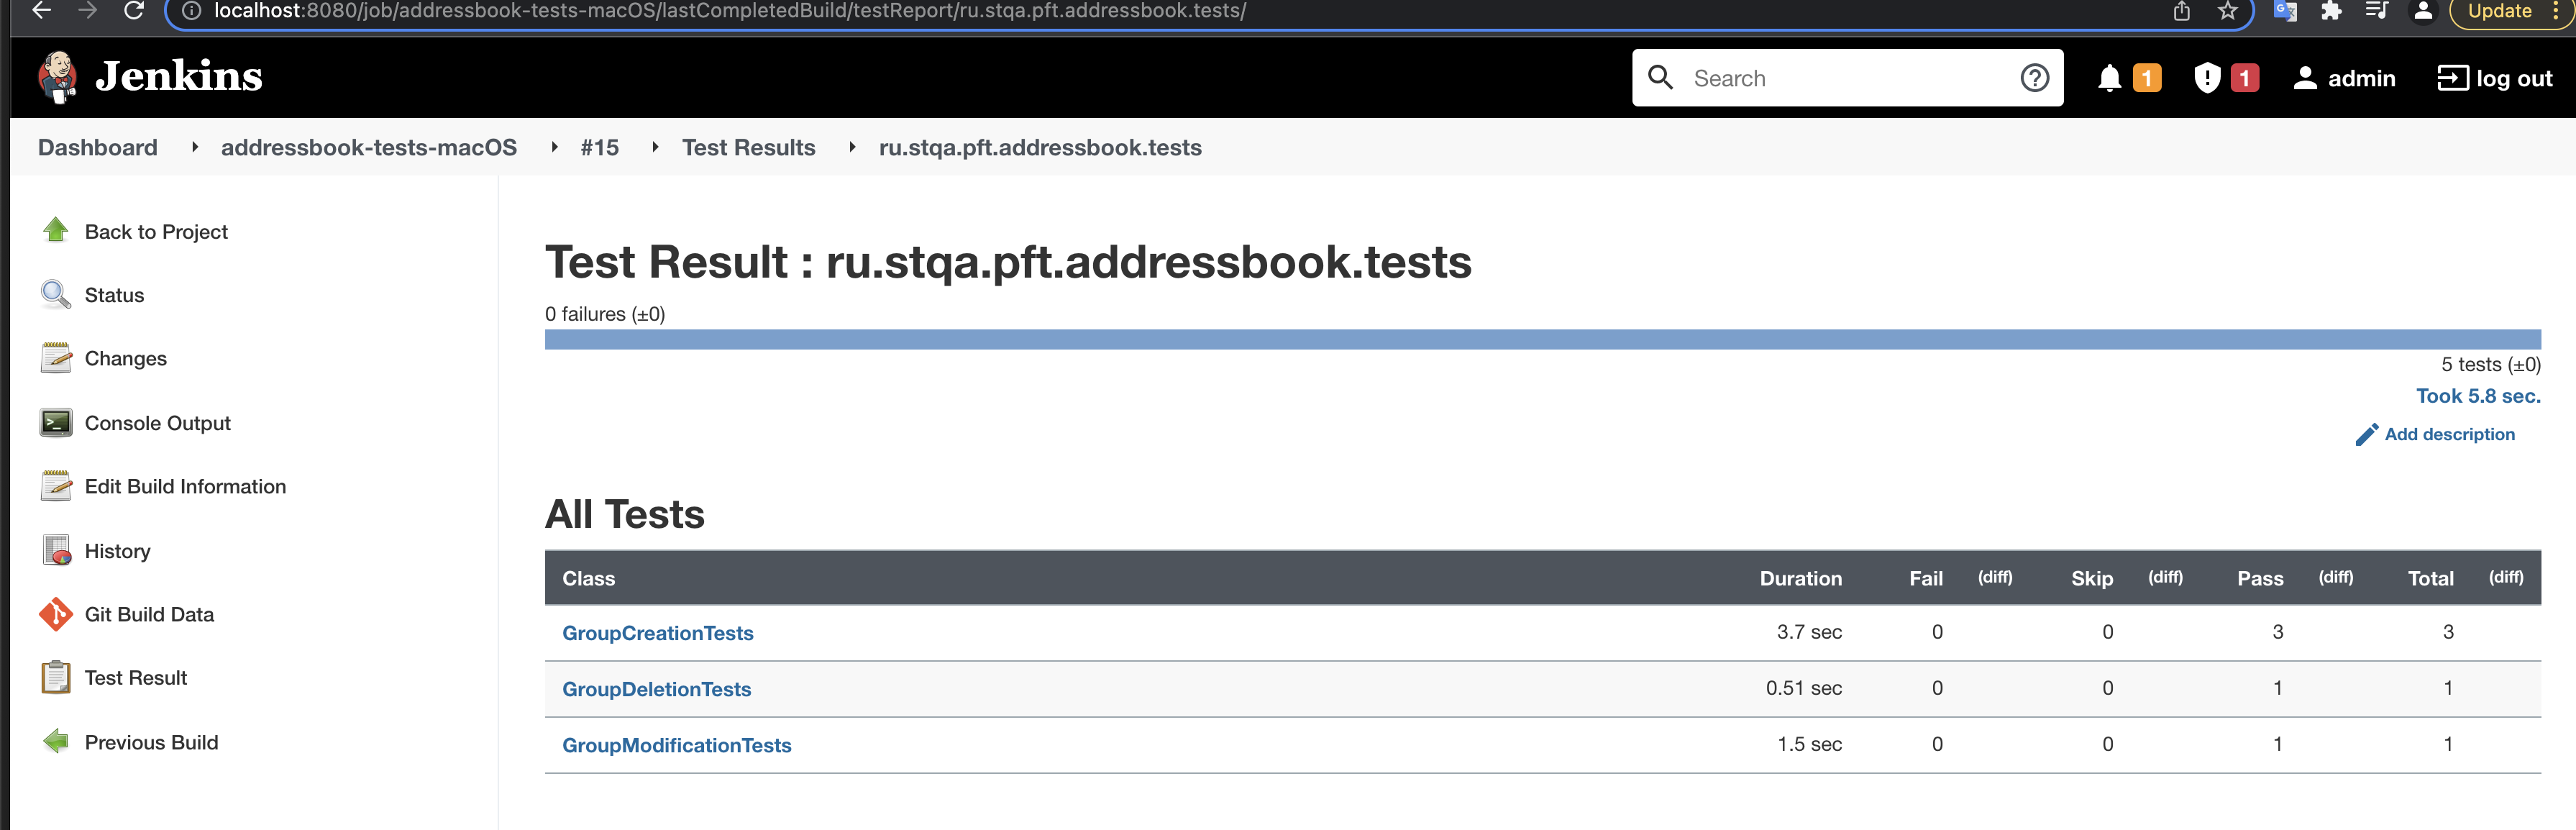 localhost:8080/job/addressbook-tests-macOS/lastCompletedBuild/testReport/ru.stqa.pft.addressbook.tests/
Update
Jenkins
Search
1
1
admin
log out
Dashboard
addressbook-tests-macOS
#15
Test Results
ru.stqa.pft.addressbook.tests
Back to Project
Status
Changes
Console Output
Edit Build Information
History
Git Build Data
Test Result
Previous Build
Test Result : ru.stqa.pft.addressbook.tests
0 failures (±0)
5 tests (±0)
Took 5.8 sec.
Add description
All Tests
Class Duration Fail (diff) Skip (diff) Pass (diff) Total (diff)
GroupCreationTests 3.7 sec 0 0 3 3
GroupDeletionTests 0.51 sec 0 0 1 1
GroupModificationTests 1.5 sec 0 0 1 1